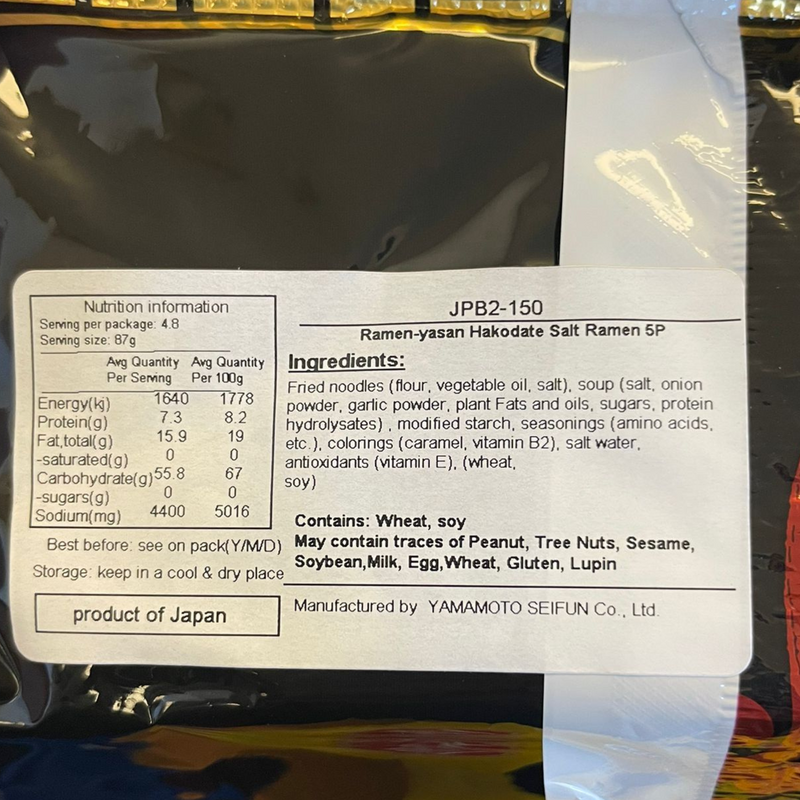 Nutrition information
Serving per package: 4.8
Serving size: 87g
Avg Quantity Avg Quantity
Per Serving Per 100g
Energy(kj) 1640 1778
Protein(g) 7.3 8.2
Fat,total(g) 15.9 19
-saturated(g) 0 0
Carbohydrate(g) 55.8 67
-sugars(g) 0 0
Sodium(mg) 4400 5016
Best before: see on pack(Y/M/D)
Storage: keep in a cool & dry place
product of Japan
JPB2-150
Ramen-yasan Hakodate Salt Ramen 5P
Ingredients:
Fried noodles (flour, vegetable oil, salt), soup (salt, onion
powder, garlic powder, plant Fats and oils, sugars, protein
hydrolysates) , modified starch, seasonings (amino acids,
etc.), colorings (caramel, vitamin B2), salt water,
antioxidants (vitamin E), (wheat,
soy)
Contains: Wheat, soy
May contain traces of Peanut, Tree Nuts, Sesame,
Soybean,Milk, Egg,Wheat, Gluten, Lupin
Manufactured by YAMAMOTO SEIFUN Co., Ltd.